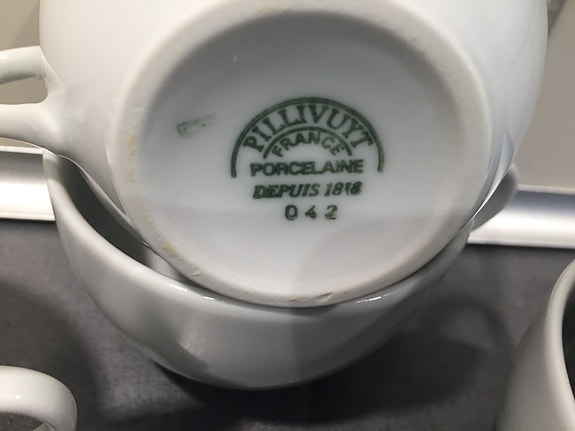 PILLIVUYT
FRANCE
PORCELAINE
DEPUIS 1818
042